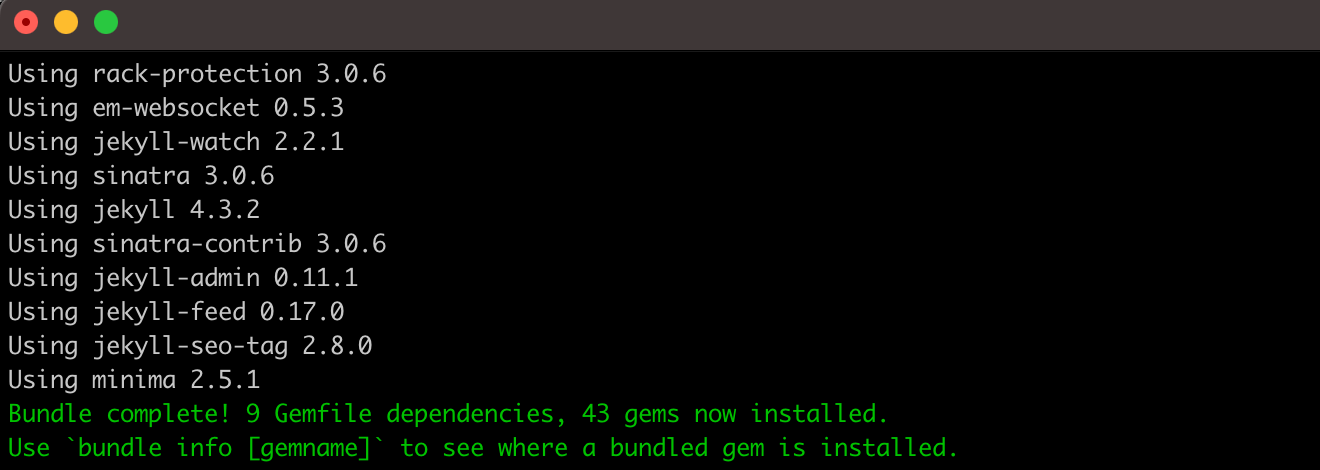 Using rack-protection 3.0.6
Using em-websocket 0.5.3
Using jekyll-watch 2.2.1
Using sinatra 3.0.6
Using jekyll 4.3.2
Using sinatra-contrib 3.0.6
Using jekyll-admin 0.11.1
Using jekyll-feed 0.17.0
Using jekyll-seo-tag 2.8.0
Using minima 2.5.1
Bundle complete! 9 Gemfile dependencies, 43 gems now installed.
Use `bundle info [gemname]` to see where a bundled gem is installed.